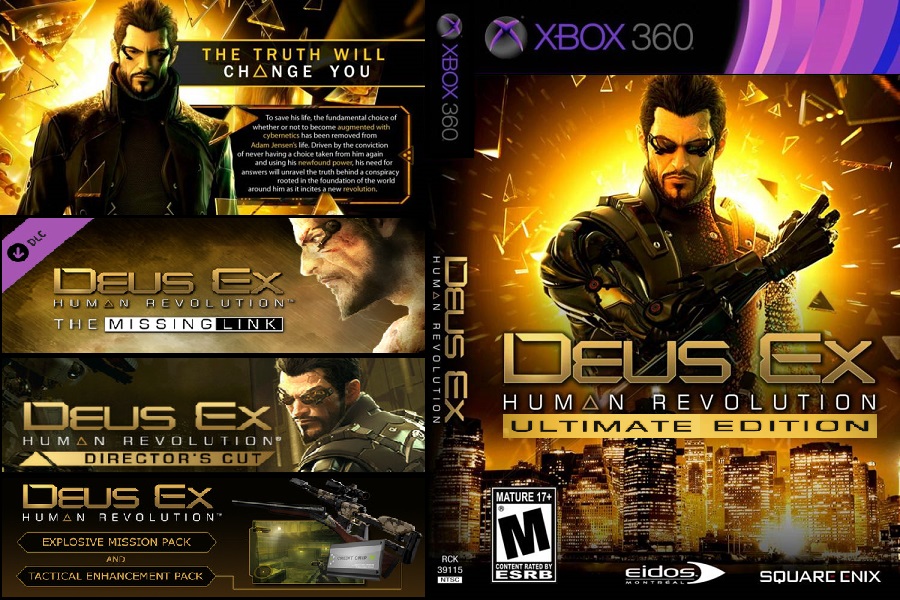 THE TRUTH WILL
CHANGE YOU
To save his life, the fundamental choice of
whether or not to become augmented with
cybernetics has been removed from
Adam Jensen's life. Driven by the conviction
of never having a choice taken from him again
and using his newfound power, his need for
answers will unravel the truth behind a conspiracy
rooted in the foundation of the world
around him as it incites a new revolution.
DLC
DEUS EX
HUMAN REVOLUTION™
THE MISSING LINK
DEUS EX
HUMAN REVOLUTION®
DIRECTOR'S CUT
DEUS EX
HUMAN REVOLUTION™
EXPLOSIVE MISSION PACK
AND
TACTICAL ENHANCEMENT PACK
XBOX 360
DEUS EX
HUMAN REVOLUTION
RCK
39115
NTSC
XBOX 360
DEUS EX
HUMAN REVOLUTION
ULTIMATE EDITION
MATURE 17+
M
®
CONTENT RATED BY
ESRB
eidos
MONTRÉAL
SQUARE ENIX